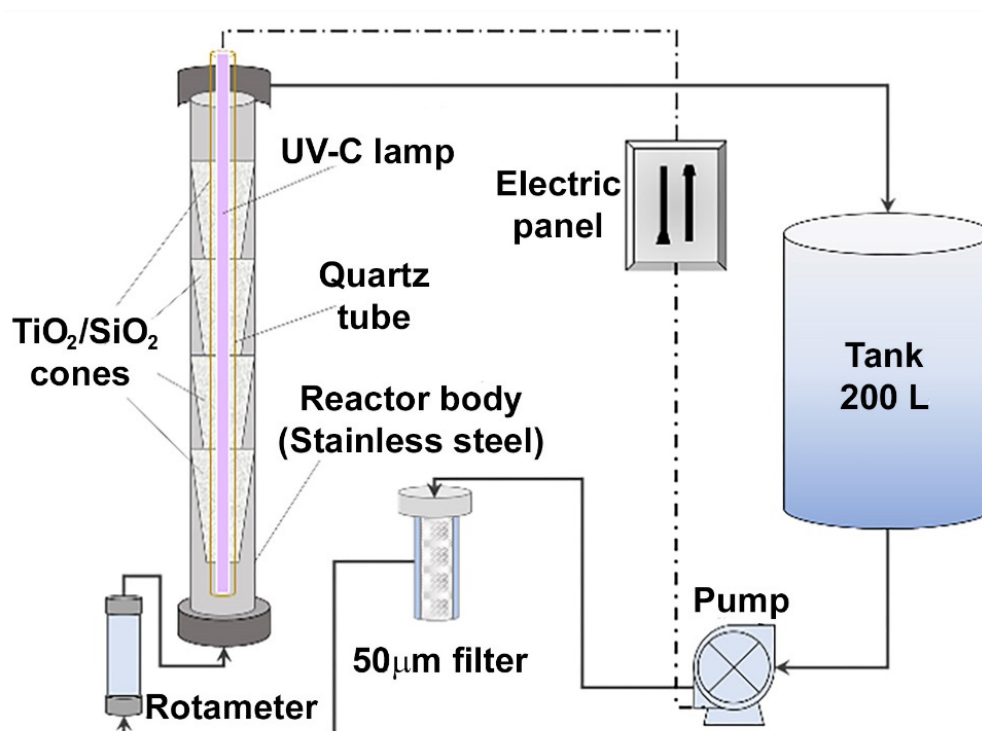 UV-C lamp
Electric
panel
Quartz
tube
TiO₂/SiO₂
cones
Tank
200 L
Reactor body
(Stainless steel)
Pump
50μm filter
Rotameter